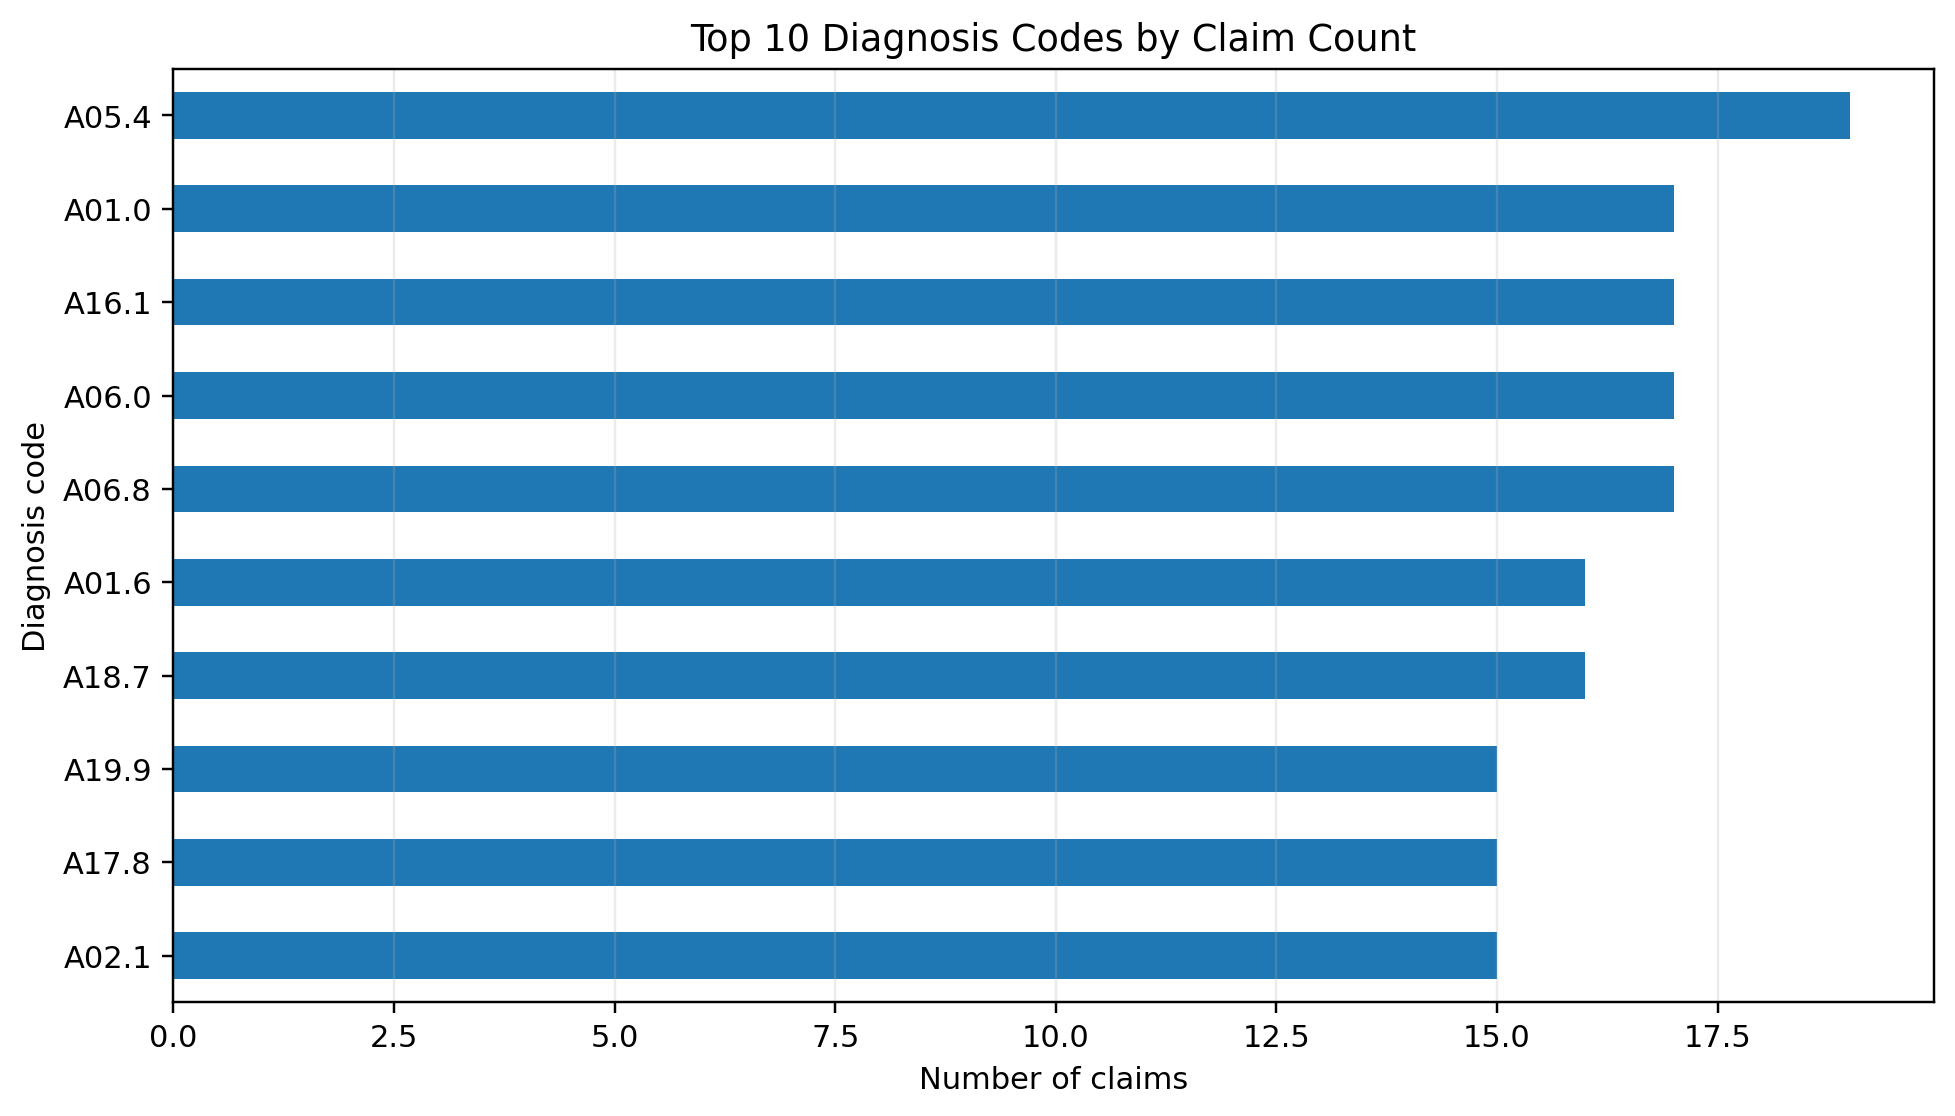 Top 10 Diagnosis Codes by Claim Count
Diagnosis code
A05.4
A01.0
A16.1
A06.0
A06.8
A01.6
A18.7
A19.9
A17.8
A02.1
0.0 2.5 5.0 7.5 10.0 12.5 15.0 17.5
Number of claims